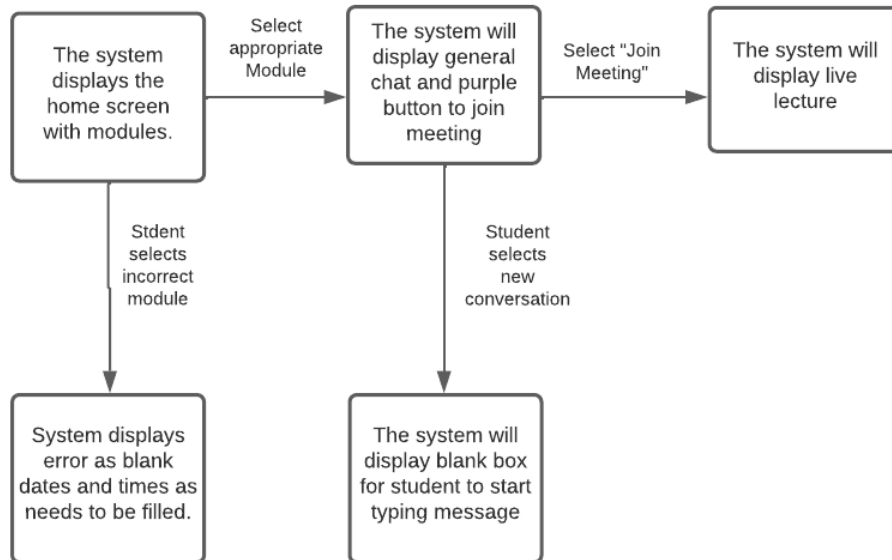 The system
displays the
home screen
with modules.
Select
appropriate
Module
The system will
display general
chat and purple
button to join
meeting
Select "Join
Meeting"
The system will
display live
lecture
Stdent
selects
incorrect
module
Student
selects
new
conversation
System displays
error as blank
dates and times as
needs to be filled.
The system will
display blank box
for student to start
typing message